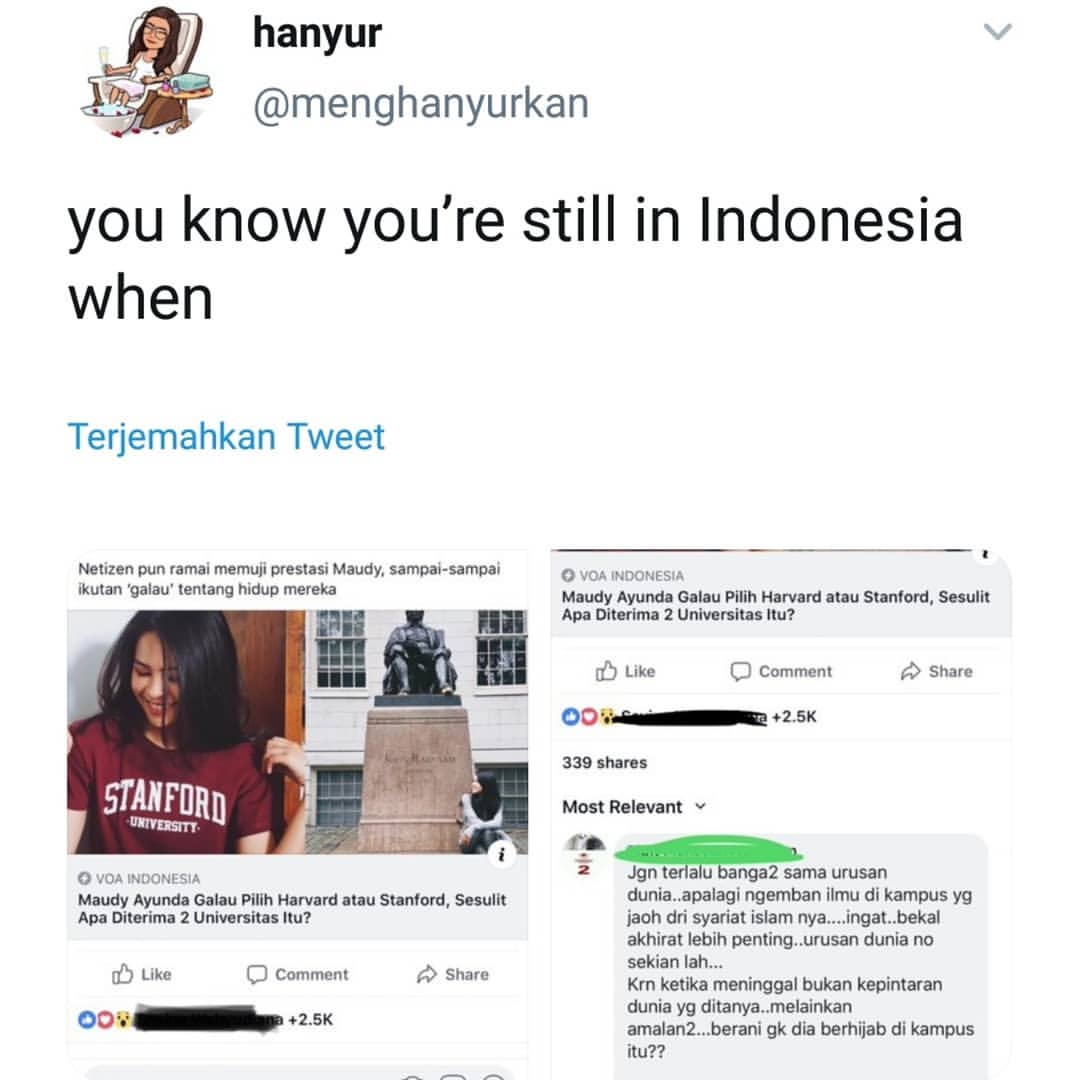 hanyur
@menghanyurkan
you know you're still in Indonesia
when
Terjemahkan Tweet
Netizen pun ramai memuji prestasi Maudy, sampai-sampai
ikutan 'galau' tentang hidup mereka
STANFORD
·UNIVERSITY·
VOA INDONESIA
Maudy Ayunda Galau Pilih Harvard atau Stanford, Sesulit
Apa Diterima 2 Universitas Itu?
Like Comment Share
+2.5K
VOA INDONESIA
Maudy Ayunda Galau Pilih Harvard atau Stanford, Sesulit
Apa Diterima 2 Universitas Itu?
Like Comment Share
+2.5K
339 shares
Most Relevant
2
Jgn terlalu banga2 sama urusan
dunia..apalagi ngemban ilmu di kampus yg
jaoh dri syariat islam nya....ingat..bekal
akhirat lebih penting..urusan dunia no
sekian lah...
Krn ketika meninggal bukan kepintaran
dunia yg ditanya..melainkan
amalan2...berani gk dia berhijab di kampus
itu??